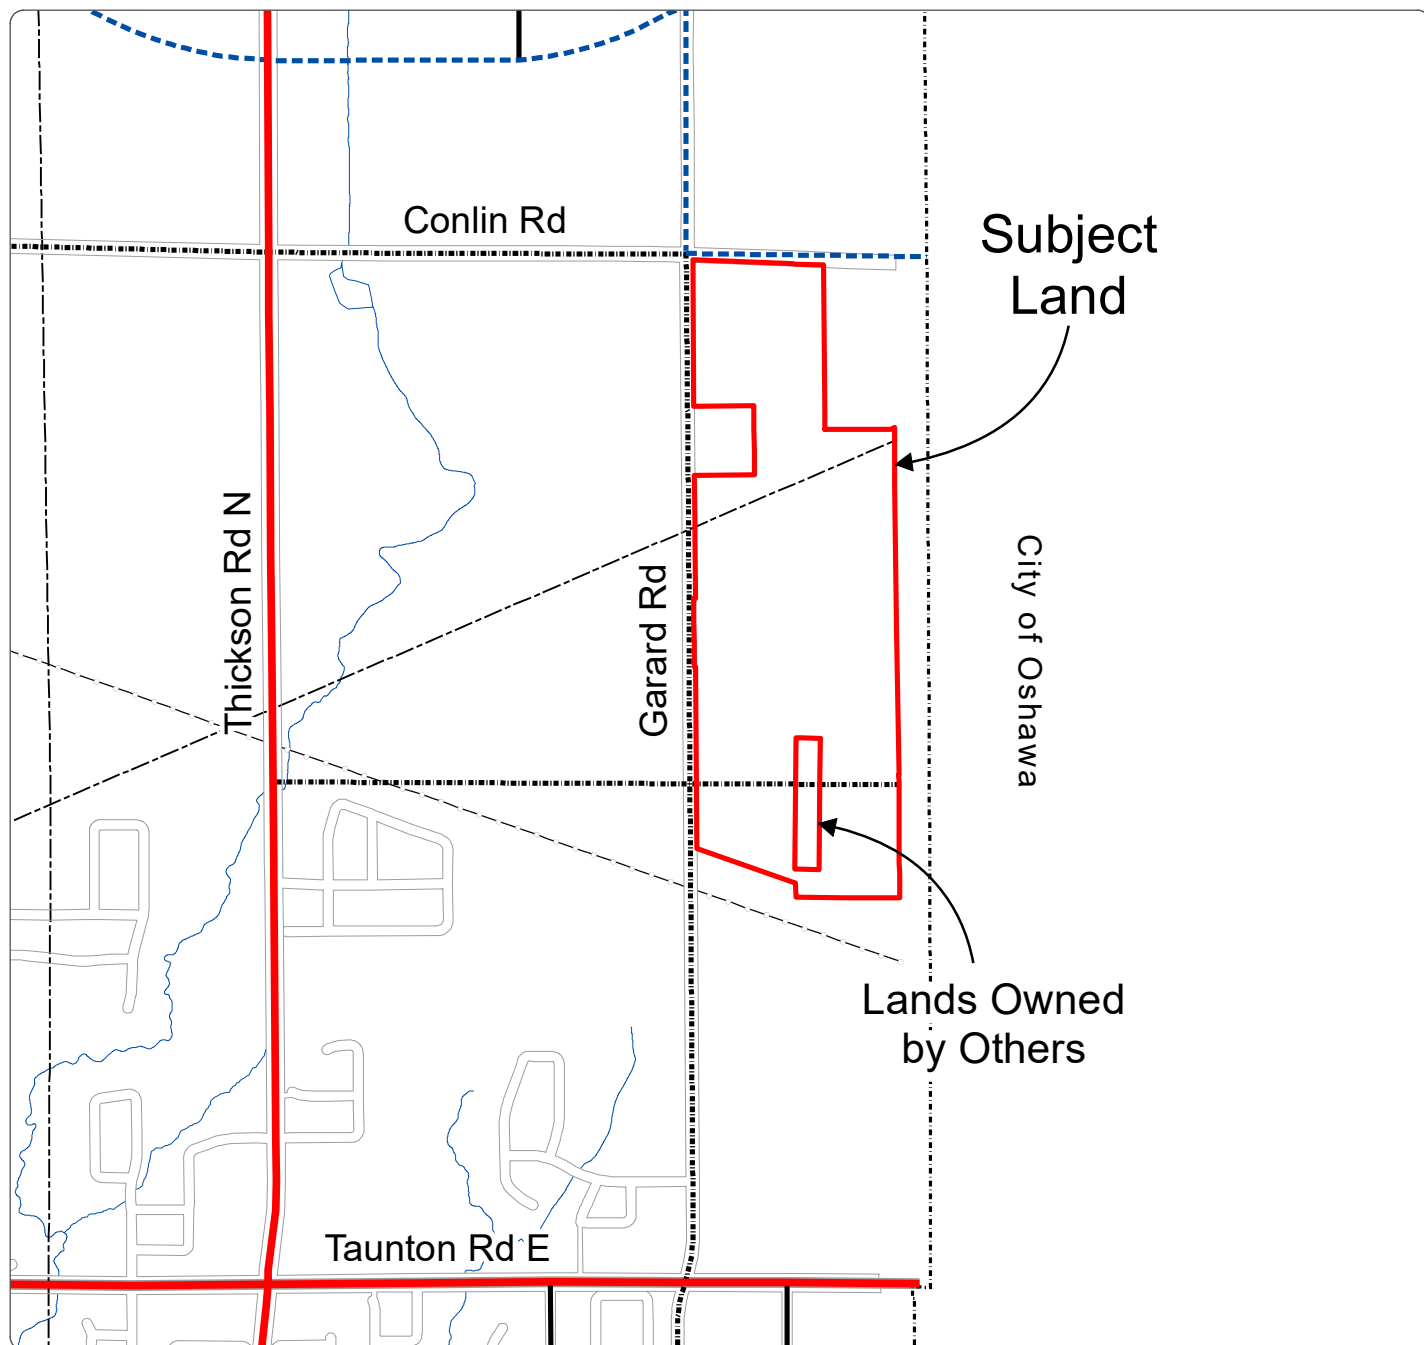 Conlin Rd
Subject
Land
Thickson Rd N
Garard Rd
City of Oshawa
Lands Owned
by Others
Taunton Rd E